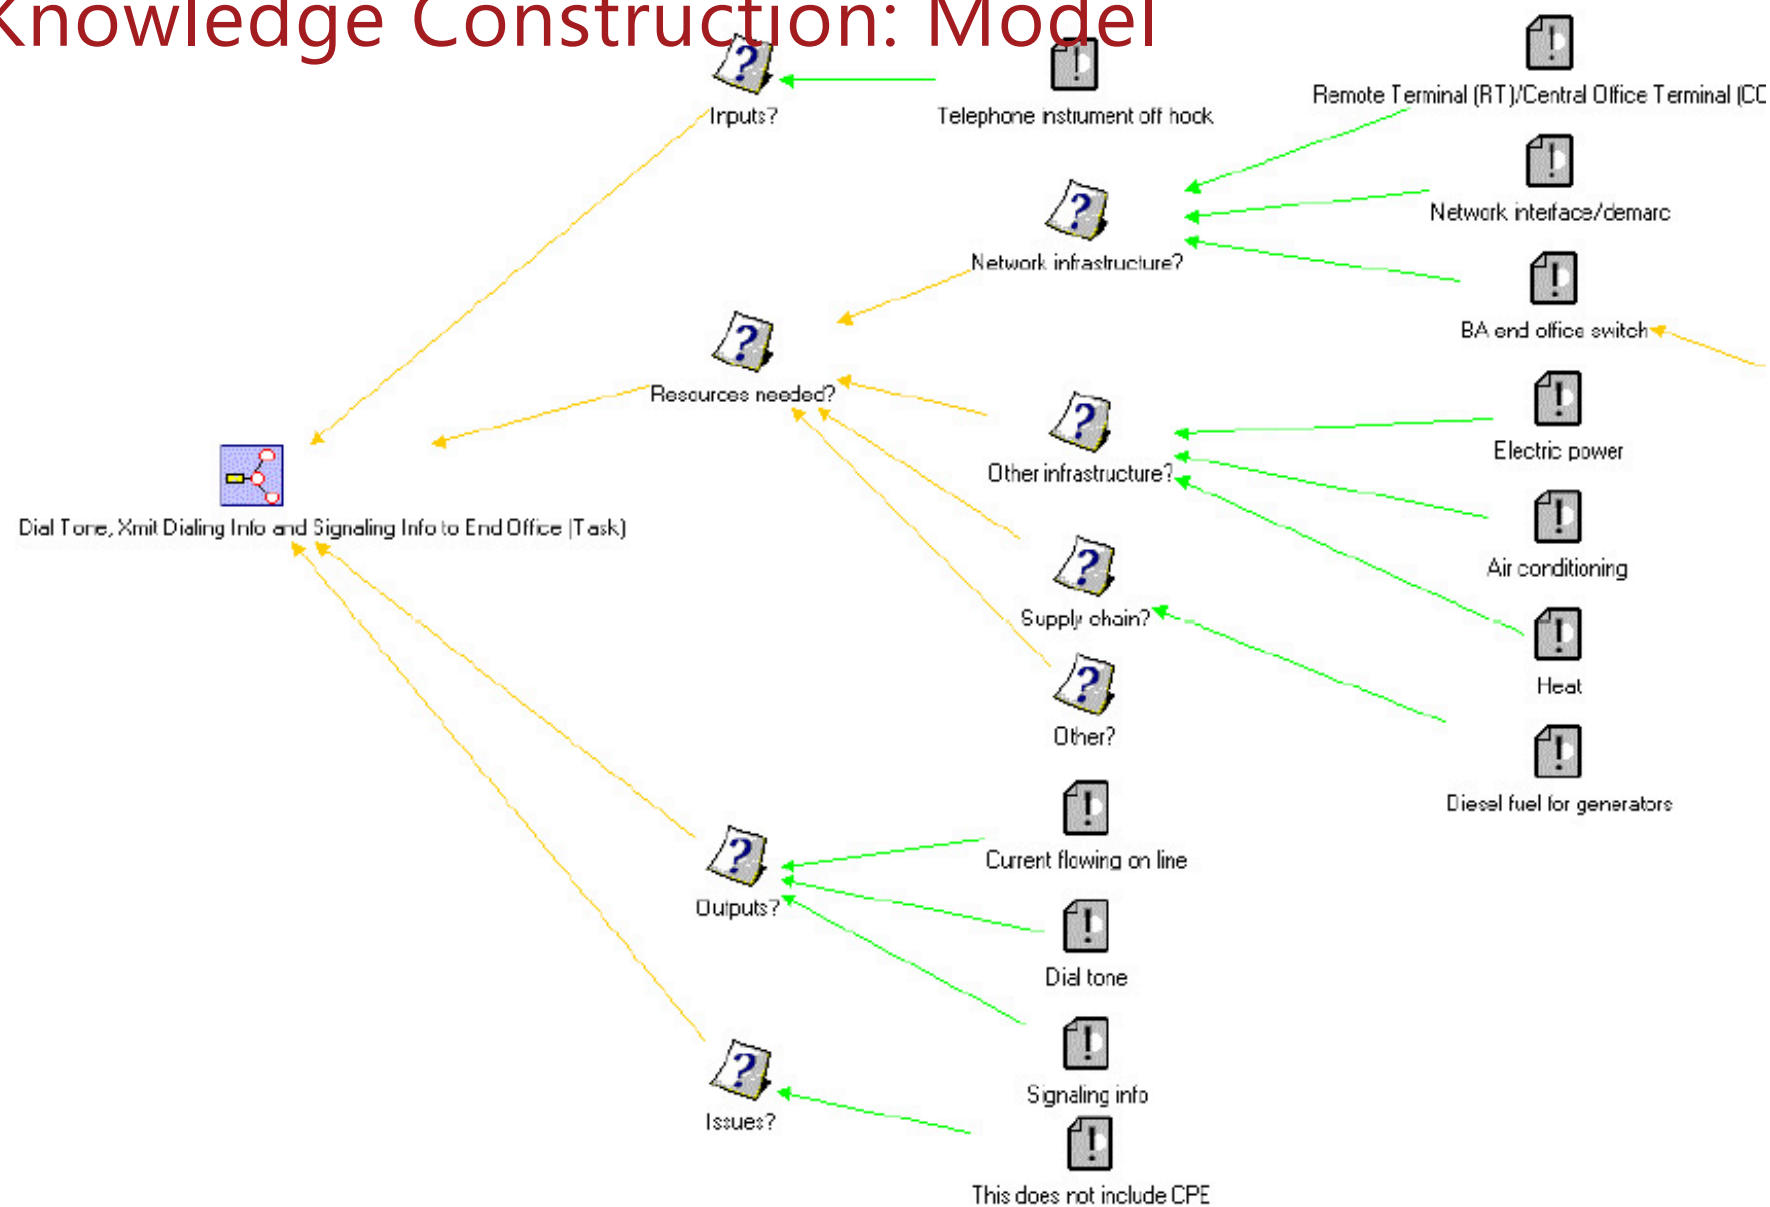 Knowledge Construction: Model
Inputs?
Telephone instrument off hook
Remote Terminal (RT)/Central Office Terminal (CO
Network interface/demarc
Network infrastructure?
BA end office switch
Resources needed?
Electric power
Other infrastructure?
Dial Tone, Xmit Dialing Info and Signaling Info to End Office (Task)
Air conditioning
Supply chain?
Heat
Other?
Diesel fuel for generators
Current flowing on line
Outputs?
Dial tone
Signaling info
Issues?
This does not include CPE